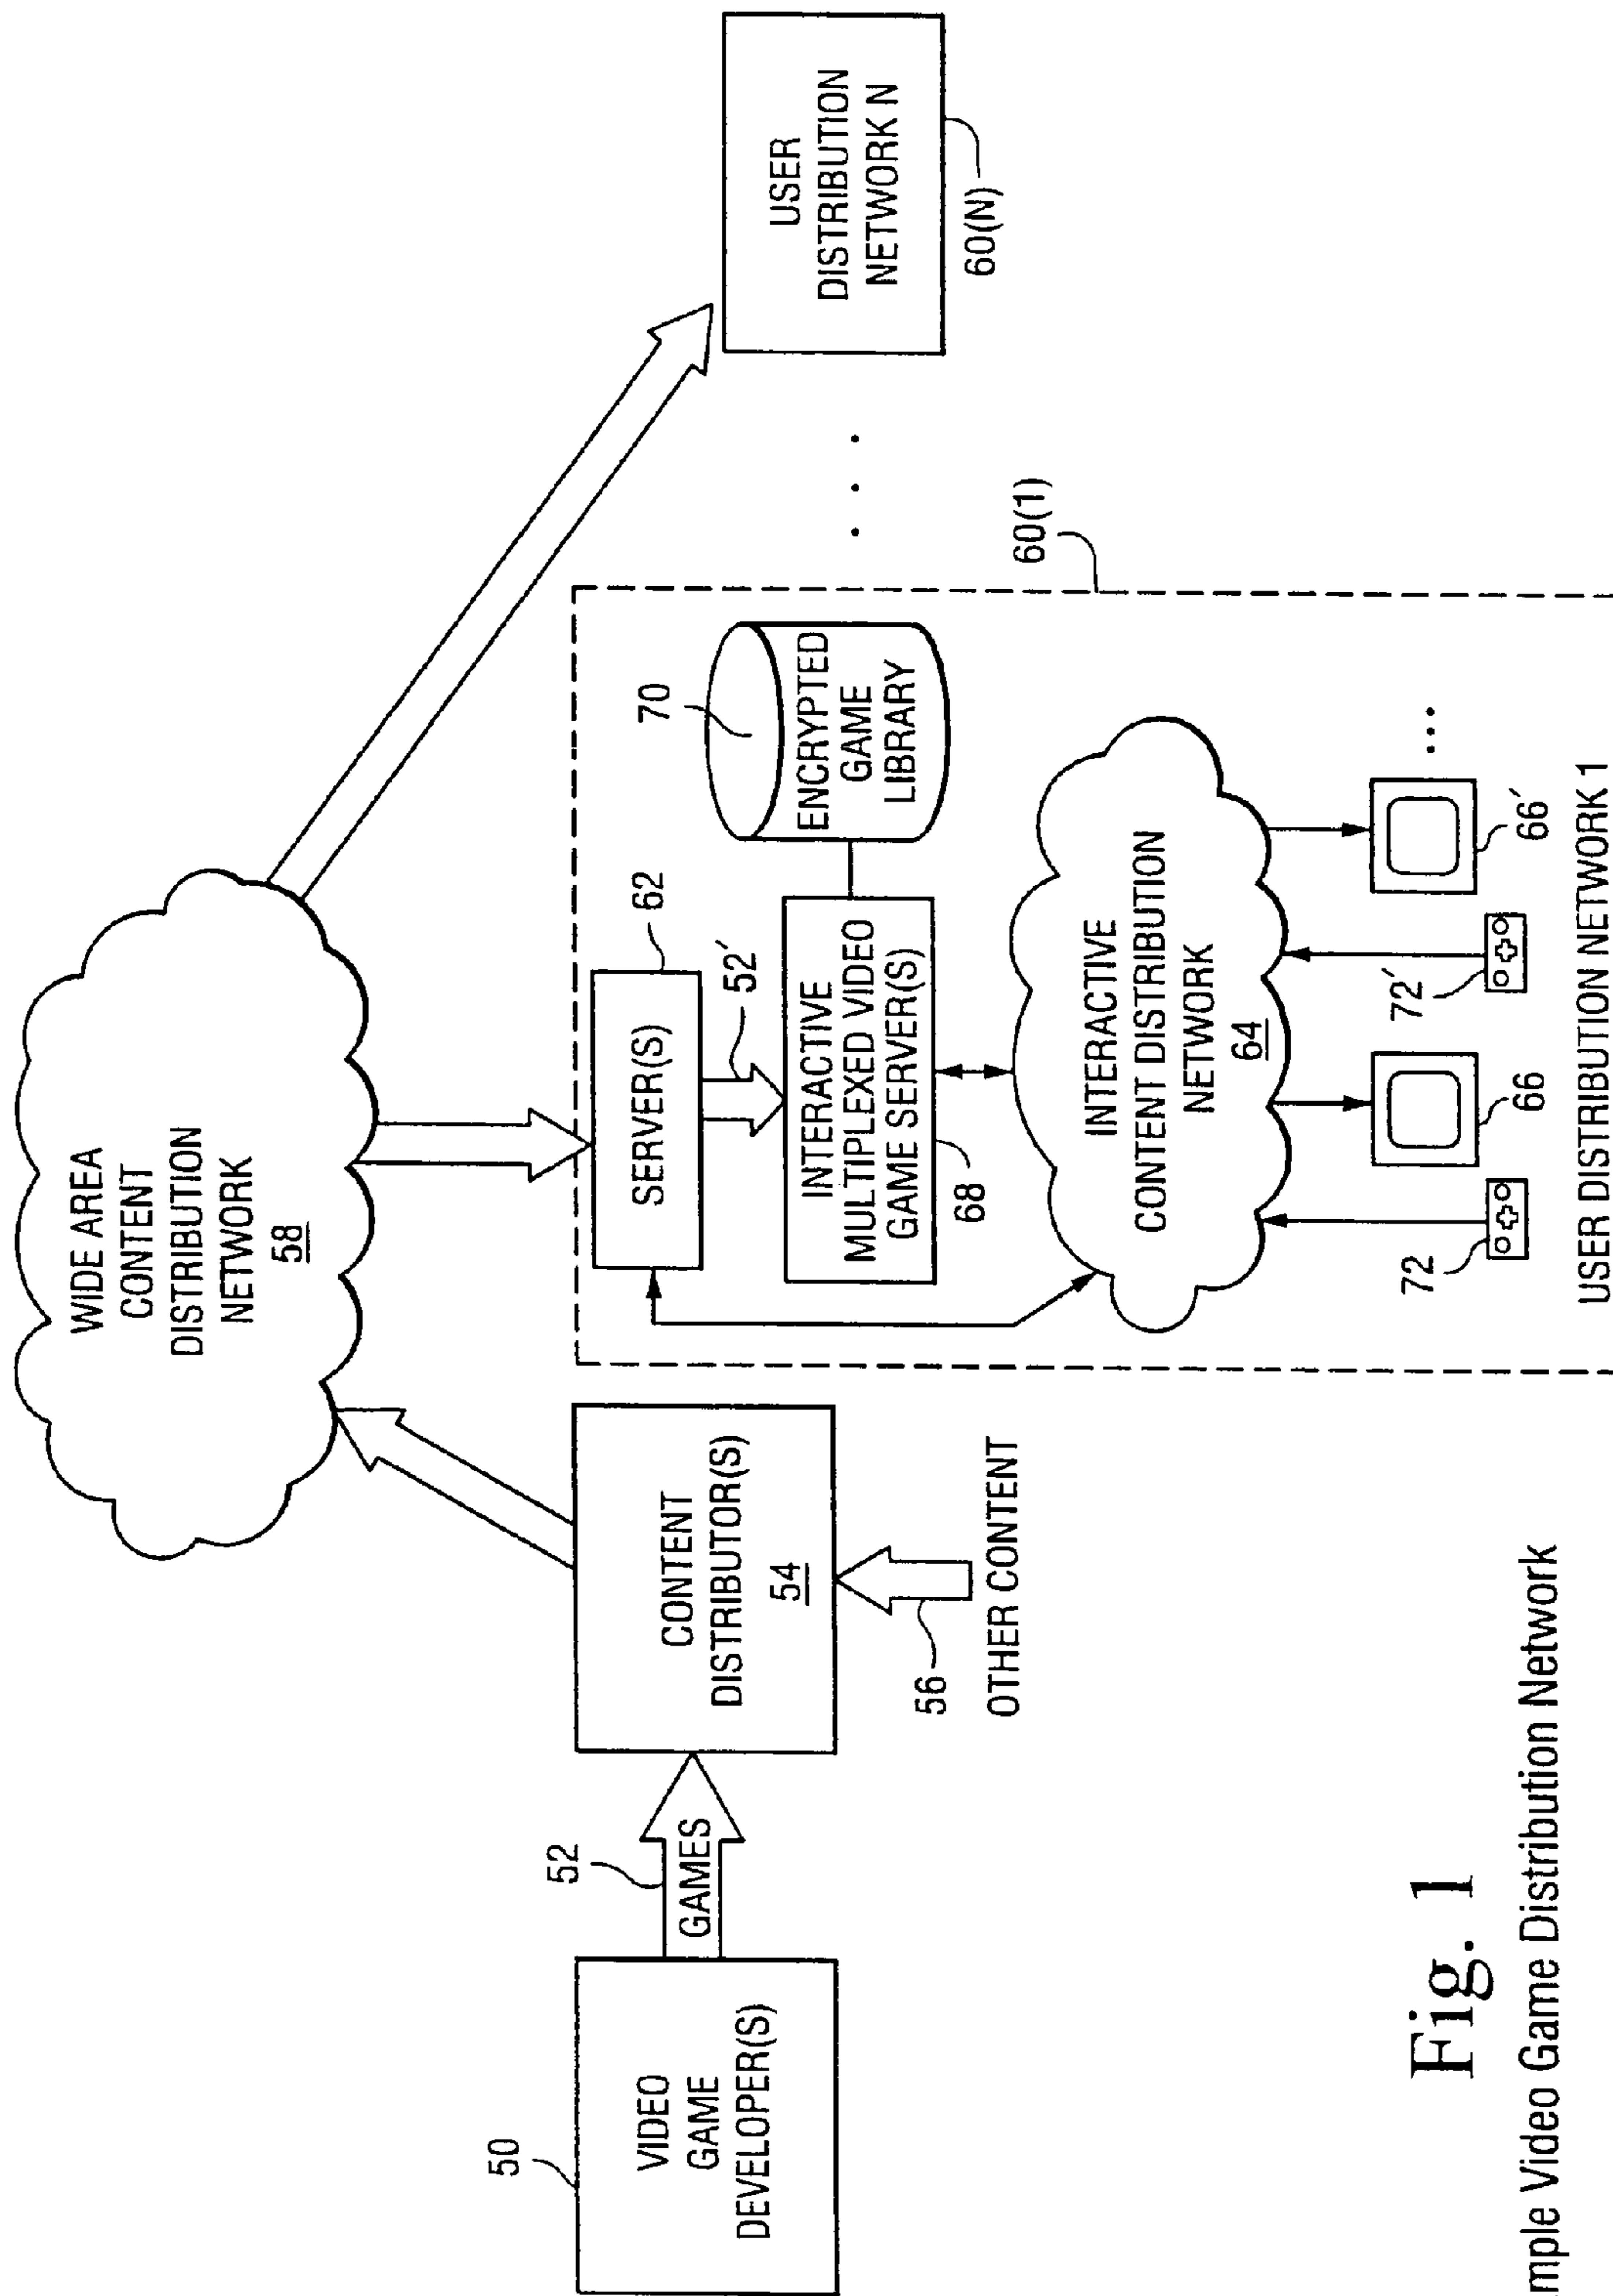 WIDE AREA
CONTENT
DISTRIBUTION
NETWORK
58
50
VIDEO
GAME
DEVELOPER(S)
52
GAMES
CONTENT
DISTRIBUTOR(S)
54
56
OTHER CONTENT
SERVER(S)
62
52′
INTERACTIVE
MULTIPLEXED VIDEO
GAME SERVER(S)
68
70
ENCRYPTED
GAME
LIBRARY
INTERACTIVE
CONTENT DISTRIBUTION
NETWORK
64
72
66
72′
66′
...
USER DISTRIBUTION NETWORK 1
60(1)
. . .
USER
DISTRIBUTION
NETWORK N
60(N)
Fig. 1
mple Video Game Distribution Network